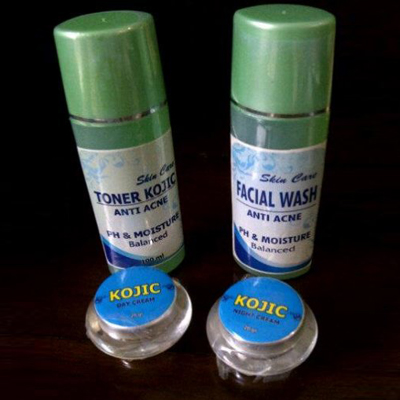 Skin Care
TONER KOJIC
ANTI ACNE
PH & MOISTURE
Balanced
100 ml
Skin Care
FACIAL WASH
ANTI ACNE
PH & MOISTURE
Balanced
KOJIC
DAY CREAM
KOJIC
NIGHT CREAM